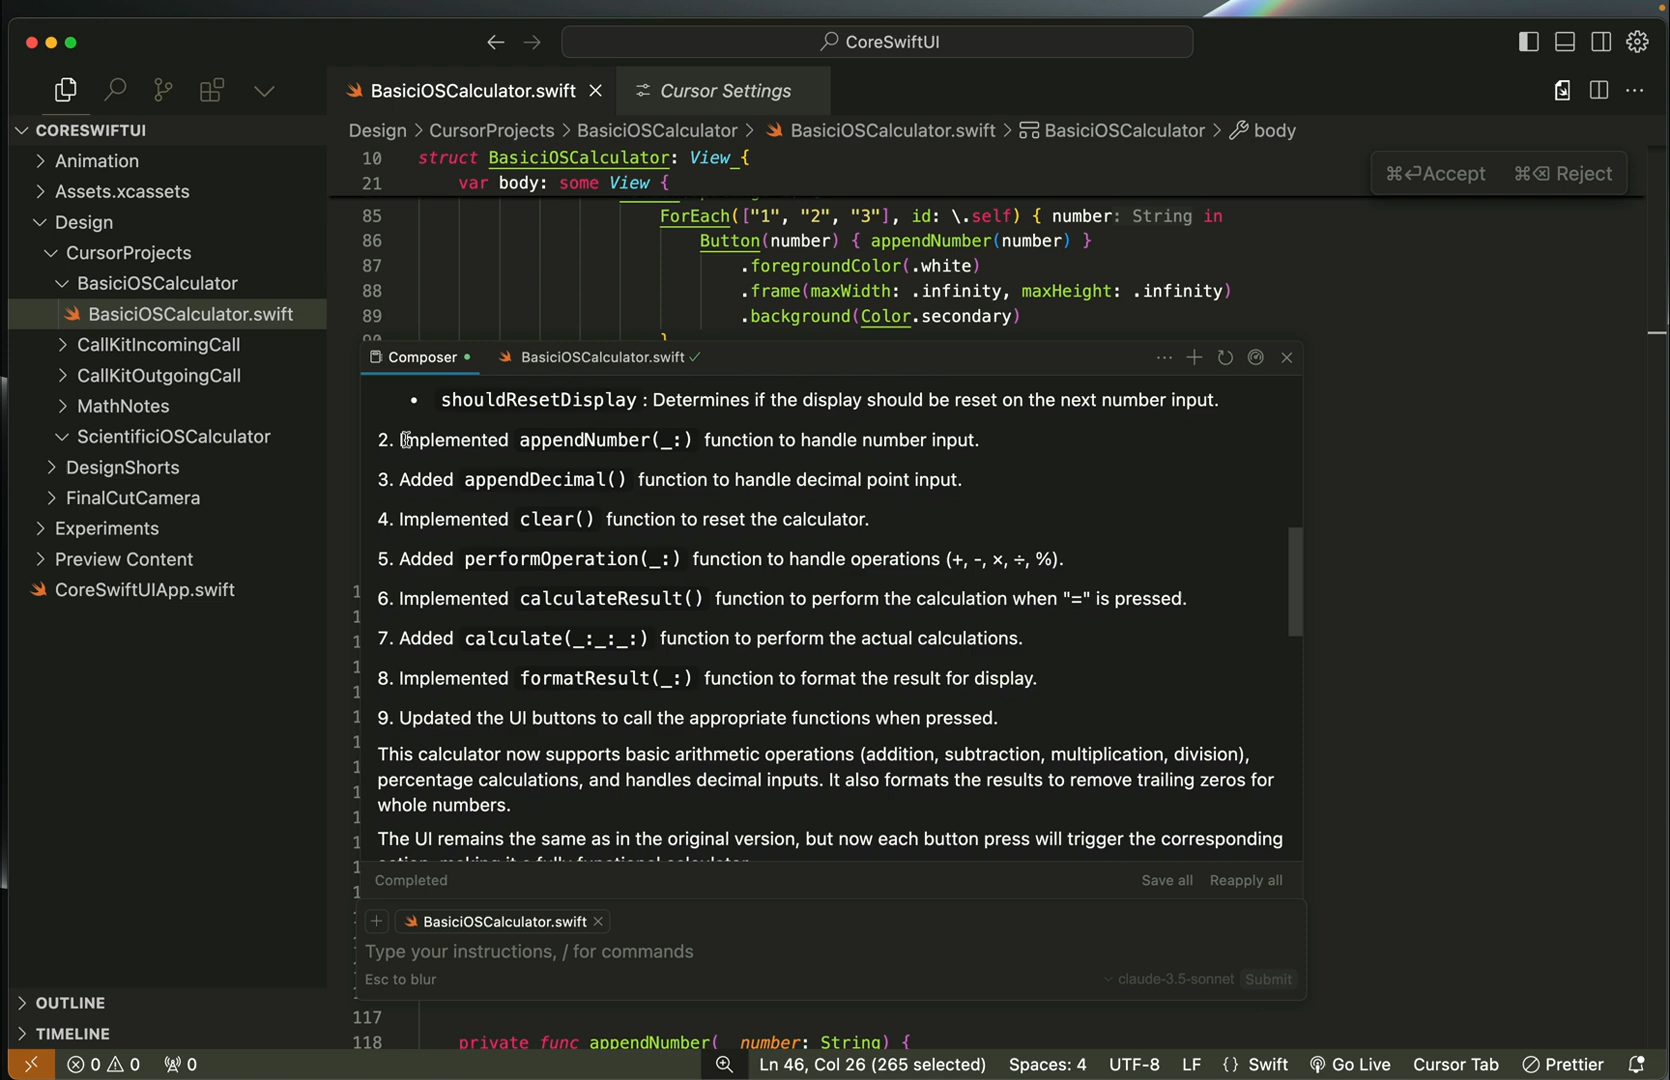 CoreSwiftUI
BasiciOSCalculator.swift
Cursor Settings
CORESWIFTUI
Animation
Assets.xcassets
Design
CursorProjects
BasiciOSCalculator
BasiciOSCalculator.swift
CallKitIncomingCall
CallKitOutgoingCall
MathNotes
ScientificiOSCalculator
DesignShorts
FinalCutCamera
Experiments
Preview Content
CoreSwiftUIApp.swift
OUTLINE
TIMELINE
Design > CursorProjects > BasiciOSCalculator > BasiciOSCalculator.swift > BasiciOSCalculator > body
10 struct BasiciOSCalculator: View {
21 var body: some View {
⌘⏎Accept ⌘⌫ Reject
85 ForEach(["1", "2", "3"], id: \.self) { number: String in
86 Button(number) { appendNumber(number) }
87 .foregroundColor(.white)
88 .frame(maxWidth: .infinity, maxHeight: .infinity)
89 .background(Color.secondary)
90 }
Composer
BasiciOSCalculator.swift
• shouldResetDisplay : Determines if the display should be reset on the next number input.
2. Implemented appendNumber(_:) function to handle number input.
3. Added appendDecimal() function to handle decimal point input.
4. Implemented clear() function to reset the calculator.
5. Added performOperation(_:) function to handle operations (+, -, ×, ÷, %).
6. Implemented calculateResult() function to perform the calculation when "=" is pressed.
7. Added calculate(_:_:_:) function to perform the actual calculations.
8. Implemented formatResult(_:) function to format the result for display.
9. Updated the UI buttons to call the appropriate functions when pressed.
This calculator now supports basic arithmetic operations (addition, subtraction, multiplication, division),
percentage calculations, and handles decimal inputs. It also formats the results to remove trailing zeros for
whole numbers.
The UI remains the same as in the original version, but now each button press will trigger the corresponding
action, making it a fully functional calculator.
Completed
Save all
Reapply all
BasiciOSCalculator.swift
Type your instructions, / for commands
Esc to blur
claude-3.5-sonnet
Submit
117
118 private func appendNumber(_ number: String) {
0 0 0
Ln 46, Col 26 (265 selected)
Spaces: 4
UTF-8
LF
{} Swift
Go Live
Cursor Tab
Prettier